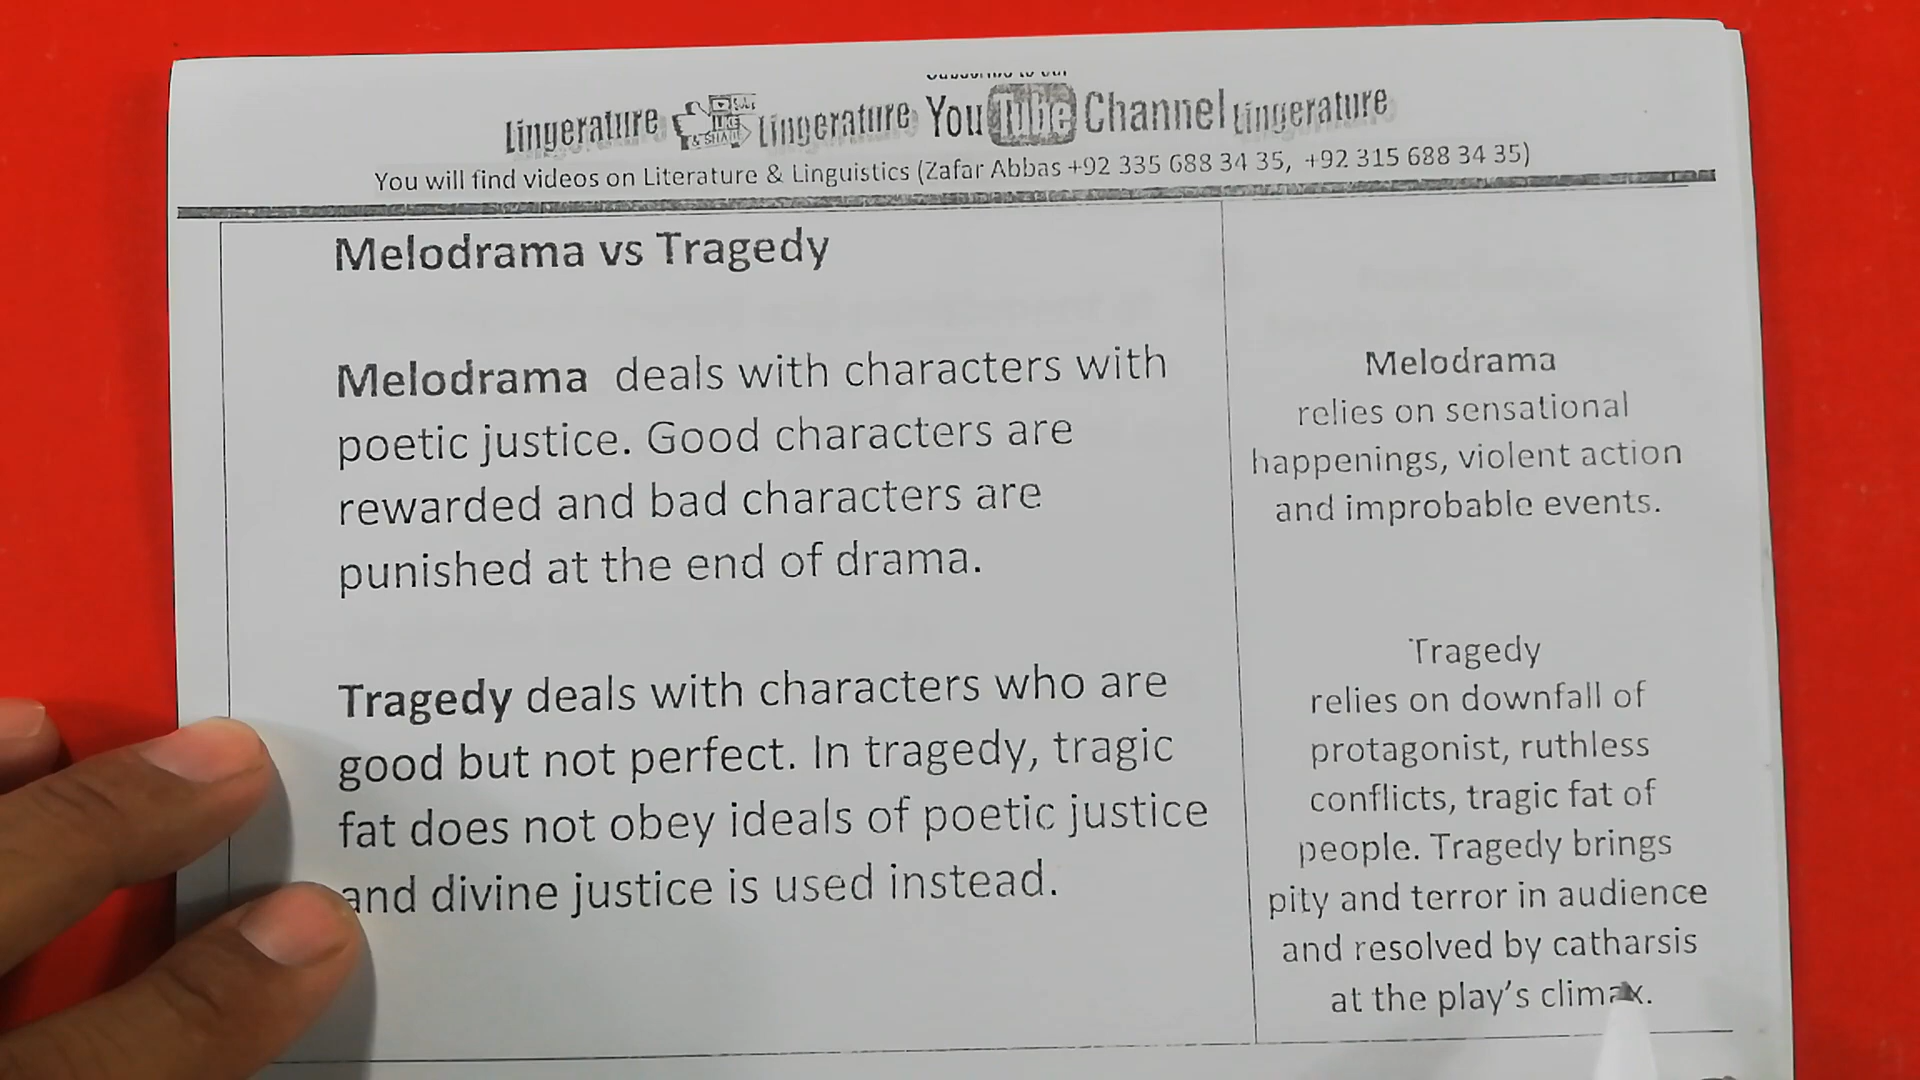 Lingerature LIKE & SHARE Lingerature YouTube Channel Lingerature
You will find videos on Literature & Linguistics (Zafar Abbas +92 335 688 34 35, +92 315 688 34 35)
Melodrama vs Tragedy
Melodrama deals with characters with
poetic justice. Good characters are
rewarded and bad characters are
punished at the end of drama.
Tragedy deals with characters who are
good but not perfect. In tragedy, tragic
fat does not obey ideals of poetic justice
and divine justice is used instead.
Melodrama
relies on sensational
happenings, violent action
and improbable events.
Tragedy
relies on downfall of
protagonist, ruthless
conflicts, tragic fat of
people. Tragedy brings
pity and terror in audience
and resolved by catharsis
at the play's climax.